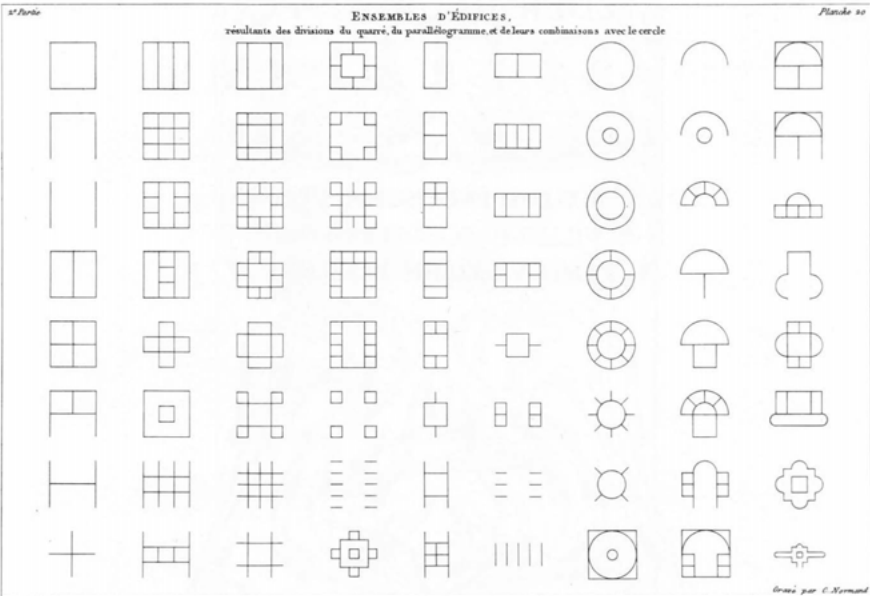 2ᵉ Partie
ENSEMBLES D'ÉDIFICES,
Planche 20
résultants des divisions du quarré, du parallélogramme, et de leurs combinaisons avec le cercle
Gravé par C. Normand